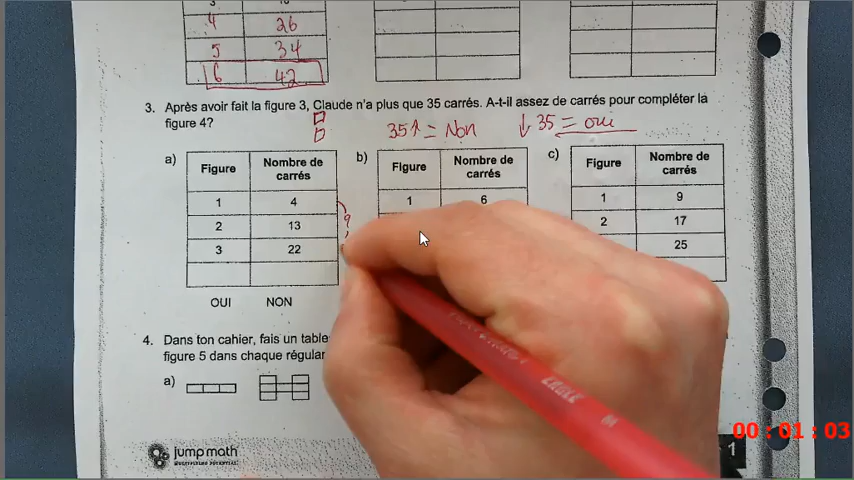 4 26
5 34
6 42
3. Après avoir fait la figure 3, Claude n'a plus que 35 carrés. A-t-il assez de carrés pour compléter la
figure 4?
35↑ = Non ↓ 35 = oui
a) Figure Nombre de carrés
1 4
2 13
3 22
OUI NON
9
b) Figure Nombre de carrés
1 6
c) Figure Nombre de carrés
1 9
2 17
25
4. Dans ton cahier, fais un table
figure 5 dans chaque régular
a)
jump math
MULTIPLYING POTENTIAL
1
EAGLE
00:01:03